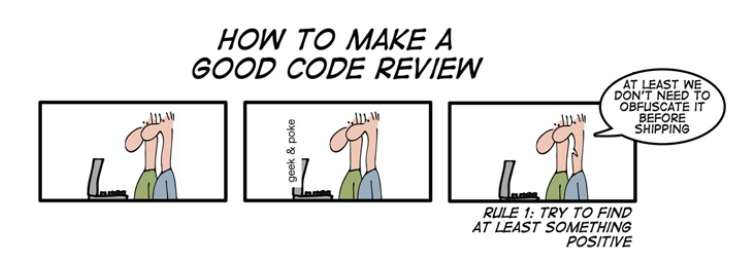 HOW TO MAKE A
GOOD CODE REVIEW
geek & poke
AT LEAST WE
DON'T NEED TO
OBFUSCATE IT
BEFORE
SHIPPING
RULE 1: TRY TO FIND
AT LEAST SOMETHING
POSITIVE